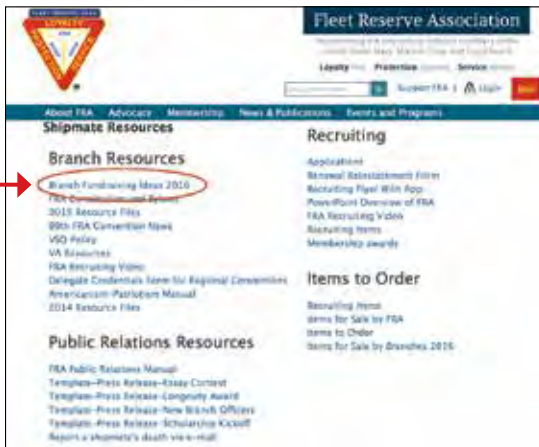 FLEET RESERVE ASSOCIATION
LOYALTY
PROTECTION
SERVICE
Fleet Reserve Association
Loyalty Protection Service
Support FRA | Login
About FRA Advocacy Membership News & Publications Events and Programs
Shipmate Resources
Branch Resources
Branch Fundraising Ideas 2016
FRA Constitution and Bylaws
2015 Resource Files
89th FRA Convention News
VSO Policy
VA Resources
FRA Recruiting Video
Delegate Credentials Form for Regional Conventions
Americanism-Patriotism Manual
2014 Resource Files
Public Relations Resources
FRA Public Relations Manual
Template-Press Release-Essay Contest
Template-Press Release-Longevity Award
Template-Press Release-New Branch Officers
Template-Press Release-Scholarship Kickoff
Report a shipmate's death via e-mail
Recruiting
Applications
Renewal Reinstatement Form
Recruiting Flyer With App
PowerPoint Overview of FRA
FRA Recruiting Video
Recruiting Items
Membership awards
Items to Order
Recruiting Items
Items for Sale by FRA
Items to Order
Items for Sale by Branches 2016